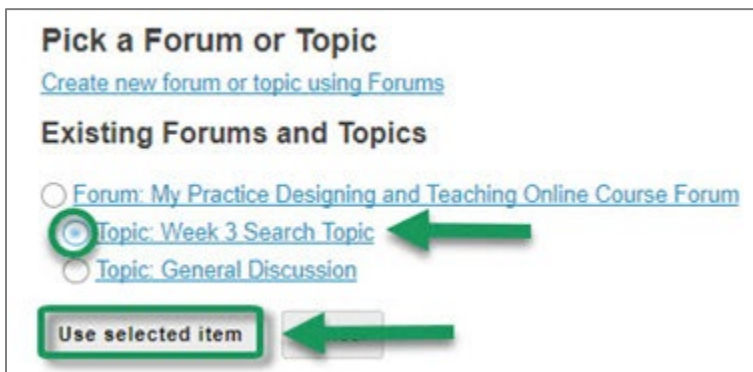 Pick a Forum or Topic
Create new forum or topic using Forums
Existing Forums and Topics
Forum: My Practice Designing and Teaching Online Course Forum
Topic: Week 3 Search Topic
Topic: General Discussion
Use selected item